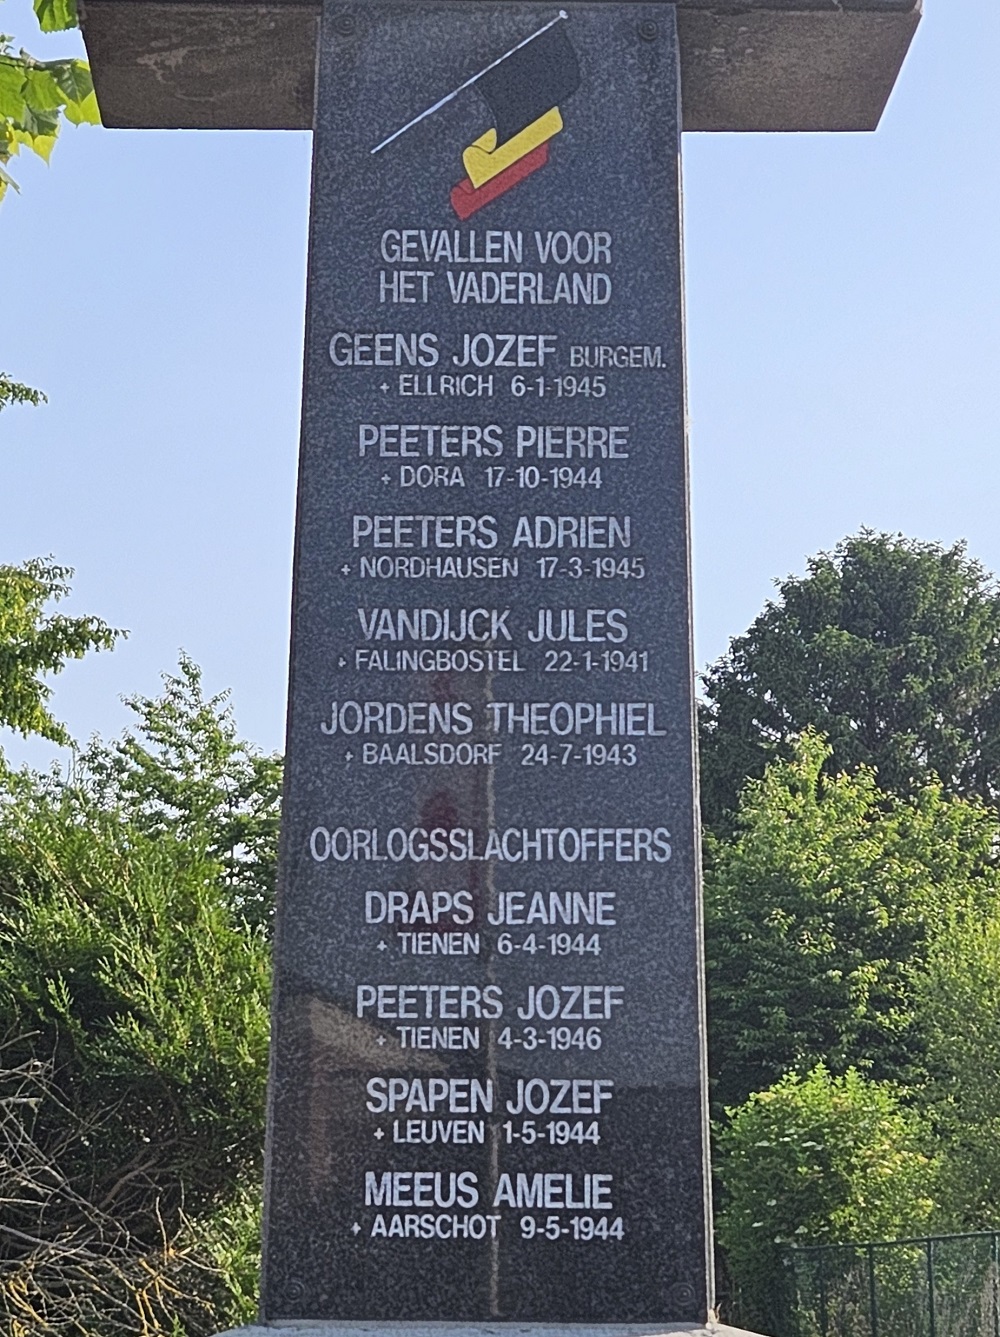 GEVALLEN VOOR
HET VADERLAND
GEENS JOZEF BURGEM.
+ ELLRICH 6-1-1945
PEETERS PIERRE
+ DORA 17-10-1944
PEETERS ADRIEN
+ NORDHAUSEN 17-3-1945
VANDIJCK JULES
+ FALINGBOSTEL 22-1-1941
JORDENS THEOPHIEL
+ BAALSDORF 24-7-1943
OORLOGSSLACHTOFFERS
DRAPS JEANNE
+ TIENEN 6-4-1944
PEETERS JOZEF
+ TIENEN 4-3-1946
SPAPEN JOZEF
+ LEUVEN 1-5-1944
MEEUS AMELIE
+ AARSCHOT 9-5-1944